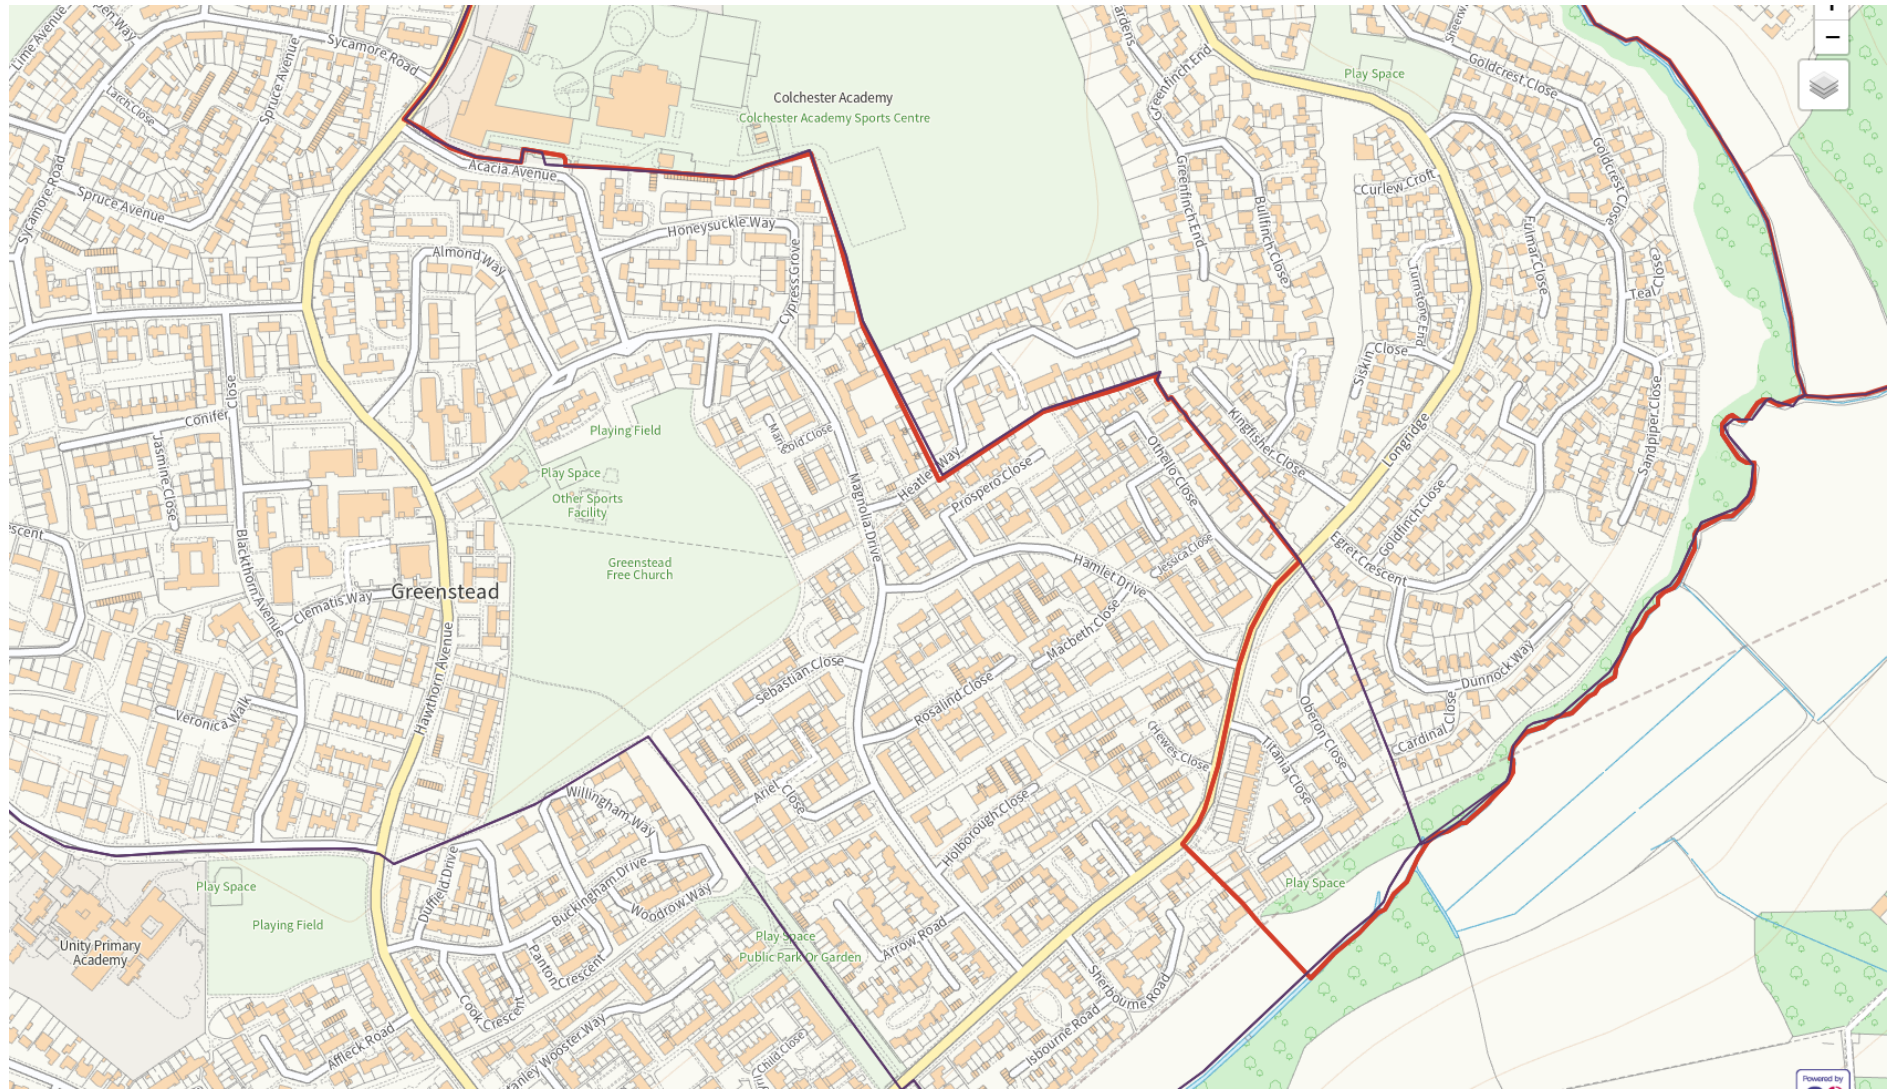 Lime Avenue
Sycamore Road
Spruce Avenue
Larch Close
Sycamore Road
Spruce Avenue
Colchester Academy
Colchester Academy Sports Centre
Acacia Avenue
Honeysuckle Way
Almond Way
Cypress Grove
Greenfinch End
Play Space
Goldcrest Close
Goldcrest Close
Greenfinch End
Bullfinch Close
Curlew Croft
Fulmar Close
Turnstone End
Teal Close
Siskin Close
Sandpiper Close
Conifer Close
Jasmine Close
Playing Field
Play Space
Other Sports
Facility
Magnolia Drive
Heatley Way
Prospero Close
Othello Close
Kingfisher Close
Longridge
Goldfinch Close
Egret Crescent
Jessica Close
Hamlet Drive
Macbeth Close
Greenstead
Free Church
Greenstead
Blackthorn Avenue
Clematis Way
Hawthorn Avenue
Veronica Walk
Sebastian Close
Rosalind Close
Hewes Close
Oberon Close
Titania Close
Dunnock Way
Cardinal Close
Ariel Close
Willingham Way
Holborough Close
Duffield Drive
Buckingham Drive
Woodrow Way
Play Space
Play Space
Playing Field
Unity Primary
Academy
Panton
Crescent
Cook
Crescent
Play Space
Public Park Or Garden
Arrow Road
Sherbourne Road
Isbourne Road
Affleck Road
Wooster Way
Child Close
Powered by